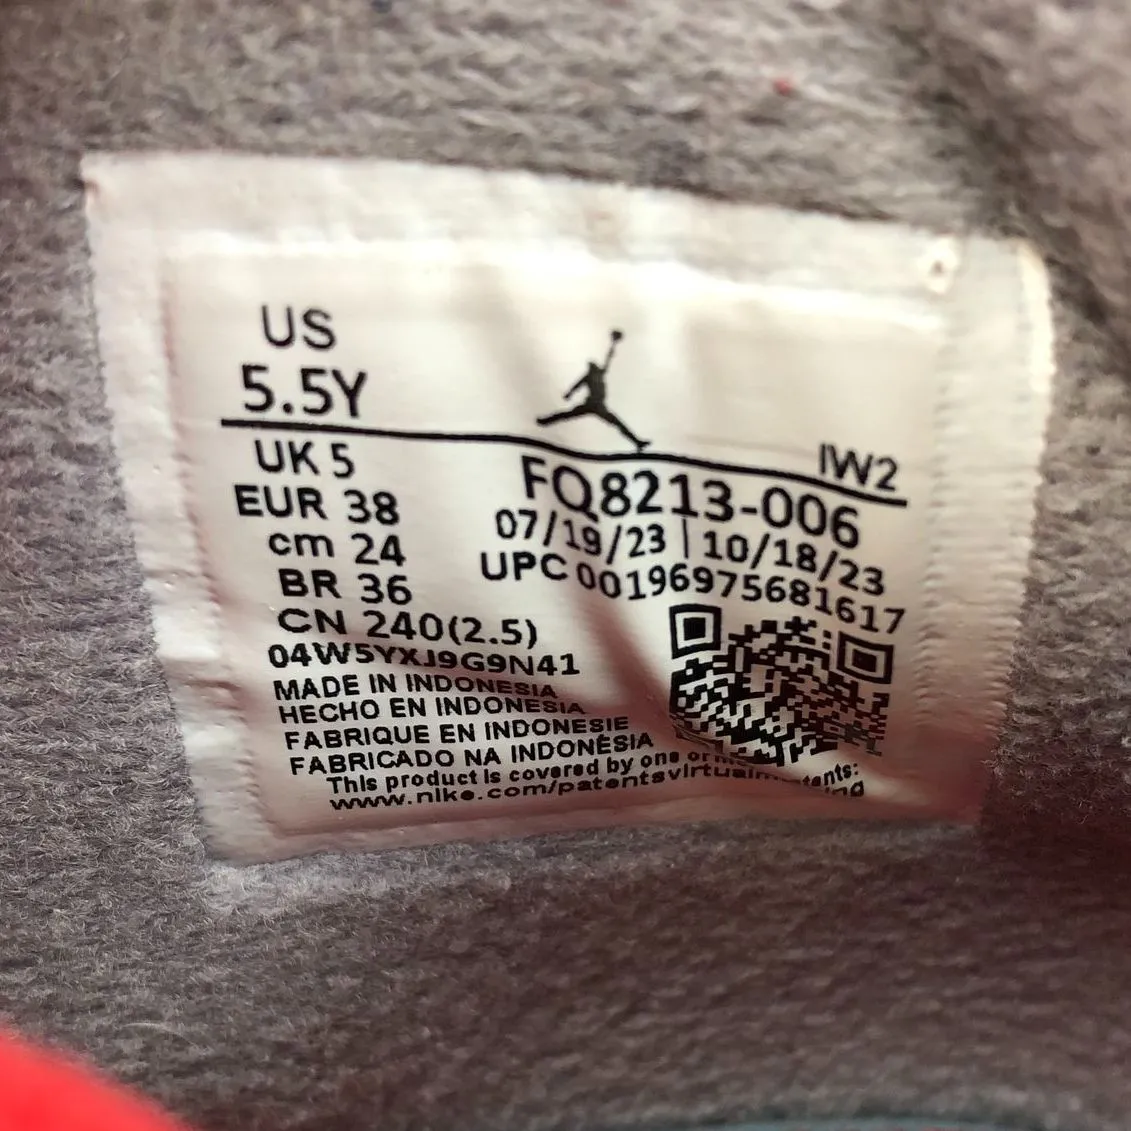 US
5.5Y
UK 5
EUR 38
cm 24
BR 36
CN 240(2.5)
IW2
FQ8213-006
07/19/23 | 10/18/23
UPC 00196975681617
04W5YXJ9G9N41
MADE IN INDONESIA
HECHO EN INDONESIA
FABRIQUE EN INDONESIE
FABRICADO NA INDONÉSIA
This product is covered by one or
www.nike.com/patentsvirtual